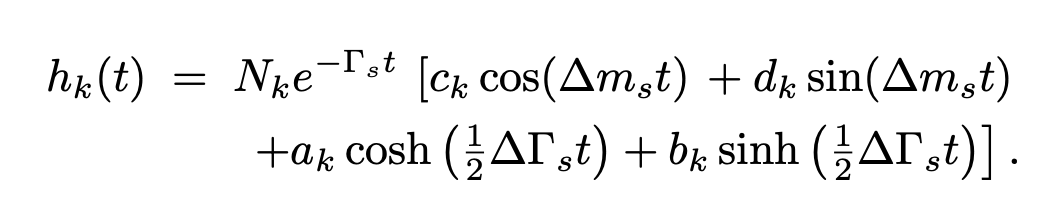 h_k(t) = N_k e^{−Γ_s t} [c_k cos(Δm_s t) + d_k sin(Δm_s t)
+a_k cosh (½ΔΓ_s t) + b_k sinh (½ΔΓ_s t)] .